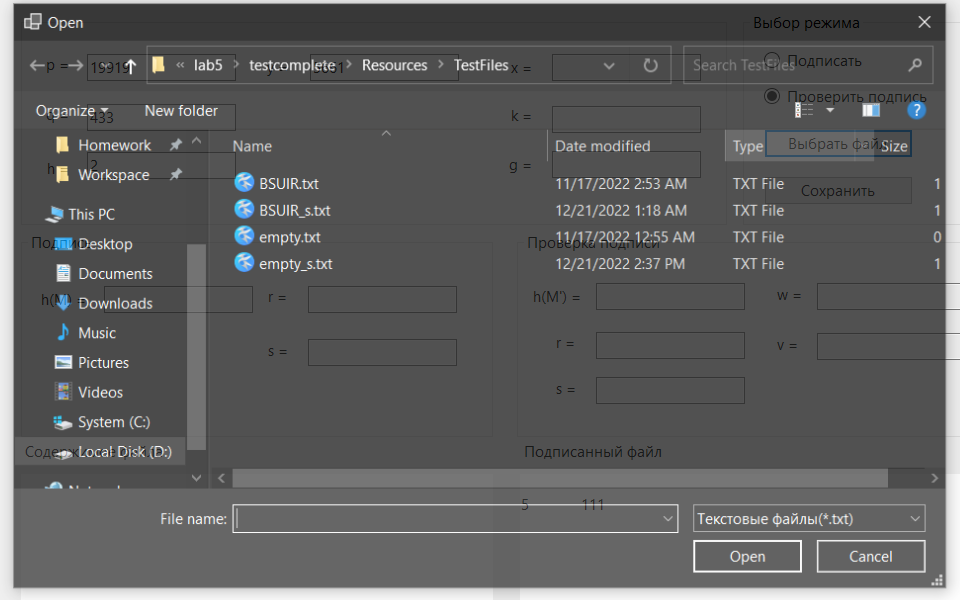 Open
Выбор режима
p =
19919
y =
x =
« lab5 > testcomplete > Resources > TestFiles
Search TestFiles
Подписать
Organize
New folder
433
k =
Проверить подпись
?
h
2
g =
Выбрать файл
Сохранить
Homework
Workspace
This PC
Desktop
Documents
Downloads
Music
Pictures
Videos
System (C:)
Local Disk (D:)
Name Date modified Type Size
BSUIR.txt 11/17/2022 2:53 AM TXT File 1
BSUIR_s.txt 12/21/2022 1:18 AM TXT File 1
empty.txt 11/17/2022 12:55 AM TXT File 0
empty_s.txt 12/21/2022 2:37 PM TXT File 1
Проверка подписи
h(M) =
r =
s =
h(M') =
w =
r =
v =
s =
Подписанный файл
5 111
File name:
Текстовые файлы(*.txt)
Open
Cancel